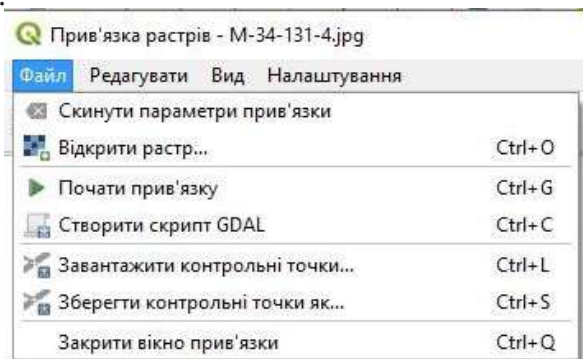 Прив'язка растрів - M-34-131-4.jpg
Файл Редагувати Вид Налаштування
Скинути параметри прив'язки
Відкрити растр... Ctrl+O
Почати прив'язку Ctrl+G
Створити скрипт GDAL Ctrl+C
Завантажити контрольні точки... Ctrl+L
Зберегти контрольні точки як... Ctrl+S
Закрити вікно прив'язки Ctrl+Q